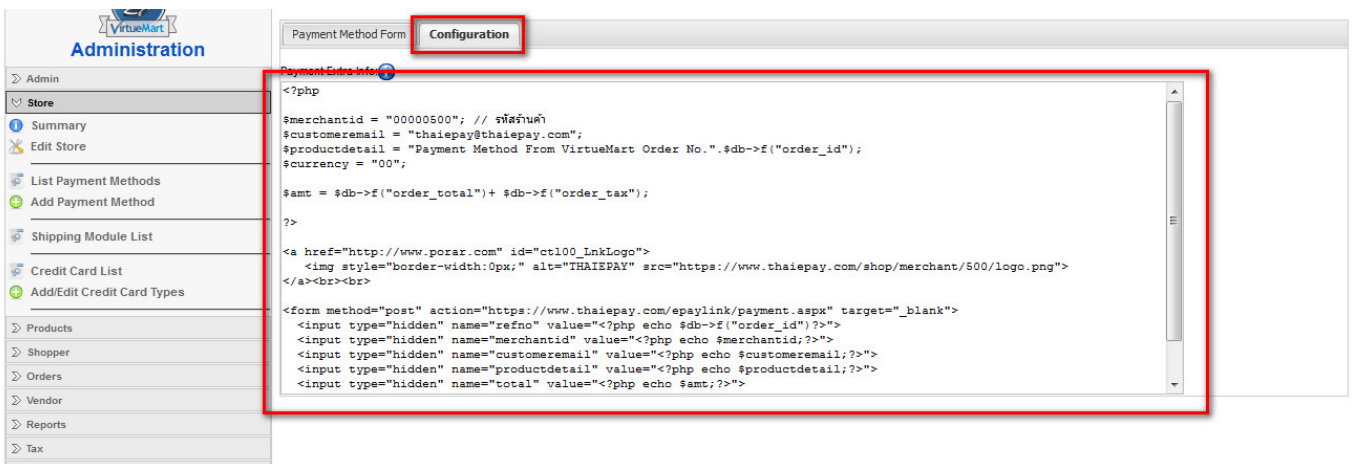 VirtueMart
Administration
Admin
Store
Summary
Edit Store
List Payment Methods
Add Payment Method
Shipping Module List
Credit Card List
Add/Edit Credit Card Types
Products
Shopper
Orders
Vendor
Reports
Tax
Payment Method Form
Configuration
Payment Extra Info:
<?php
$merchantid = "00000500"; // รหัสร้านค้า
$customeremail = "thaiepay@thaiepay.com";
$productdetail = "Payment Method From VirtueMart Order No.".$db->f("order_id");
$currency = "00";
$amt = $db->f("order_total")+ $db->f("order_tax");
?>
<a href="http://www.porar.com" id="ctl00_LnkLogo">
<img style="border-width:0px;" alt="THAIEPAY" src="https://www.thaiepay.com/shop/merchant/500/logo.png">
</a><br><br>
<form method="post" action="https://www.thaiepay.com/epaylink/payment.aspx" target="_blank">
<input type="hidden" name="refno" value="<?php echo $db->f("order_id")?>">
<input type="hidden" name="merchantid" value="<?php echo $merchantid;?>">
<input type="hidden" name="customeremail" value="<?php echo $customeremail;?>">
<input type="hidden" name="productdetail" value="<?php echo $productdetail;?>">
<input type="hidden" name="total" value="<?php echo $amt;?>">